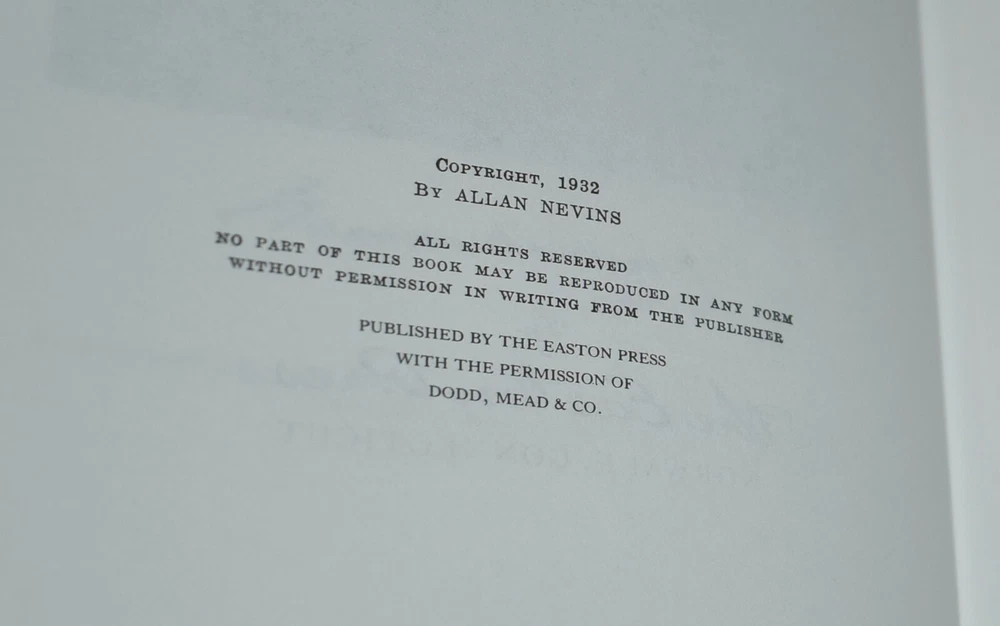 COPYRIGHT, 1932
BY ALLAN NEVINS
ALL RIGHTS RESERVED
NO PART OF THIS BOOK MAY BE REPRODUCED IN ANY FORM
WITHOUT PERMISSION IN WRITING FROM THE PUBLISHER
PUBLISHED BY THE EASTON PRESS
WITH THE PERMISSION OF
DODD, MEAD & CO.